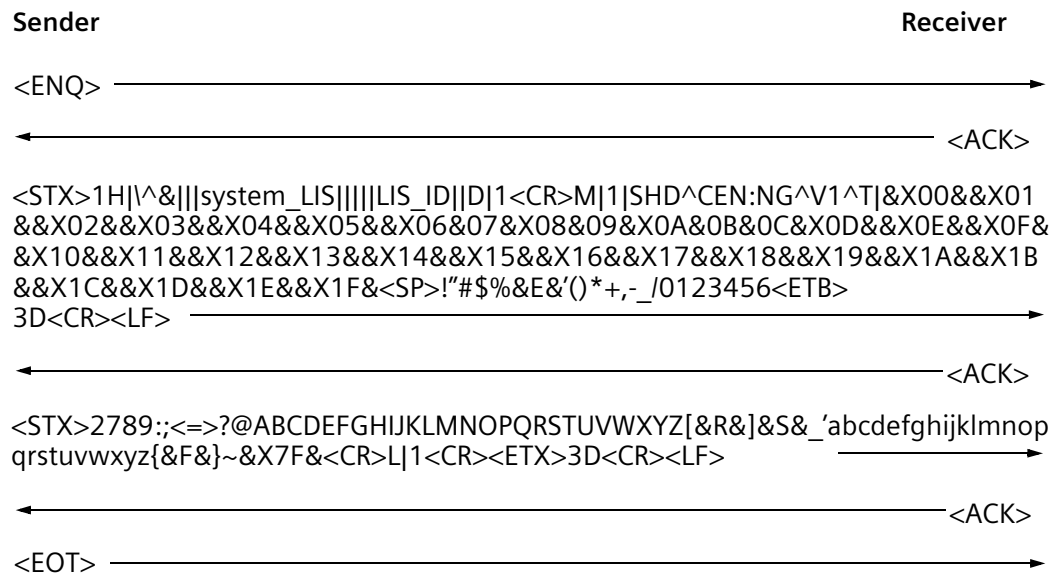 Sender Receiver
<ENQ>
<ACK>
<STX>1H|\^&|||system_LIS|||||LIS_ID||D|1<CR>M|1|SHD^CEN:NG^V1^T|&X00&&X01
&&X02&&X03&&X04&&X05&&X06&07&X08&09&X0A&0B&0C&X0D&&X0E&&X0F&
&X10&&X11&&X12&&X13&&X14&&X15&&X16&&X17&&X18&&X19&&X1A&&X1B
&&X1C&&X1D&&X1E&&X1F&<SP>!"#$%&E&'()*+,-_/0123456<ETB>
3D<CR><LF>
<ACK>
<STX>2789:;<=>?@ABCDEFGHIJKLMNOPQRSTUVWXYZ[&R&]&S&_'abcdefghijklmnop
qrstuvwxyz{&F&}~&X7F&<CR>L|1<CR><ETX>3D<CR><LF>
<ACK>
<EOT>